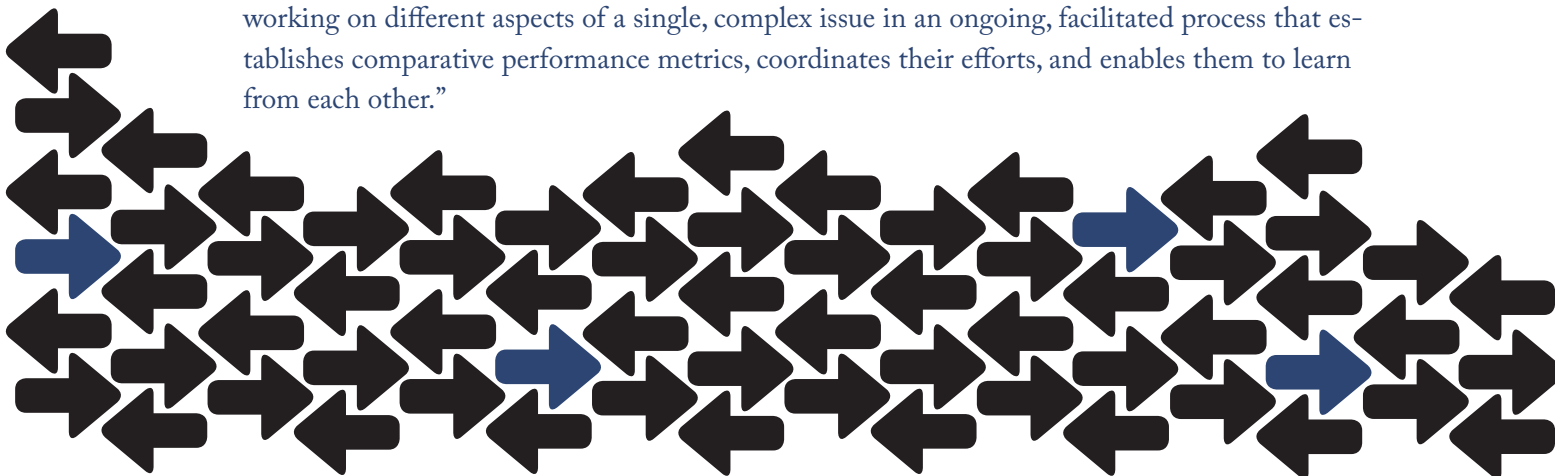 working on different aspects of a single, complex issue in an ongoing, facilitated process that es-
tablishes comparative performance metrics, coordinates their efforts, and enables them to learn
from each other.”